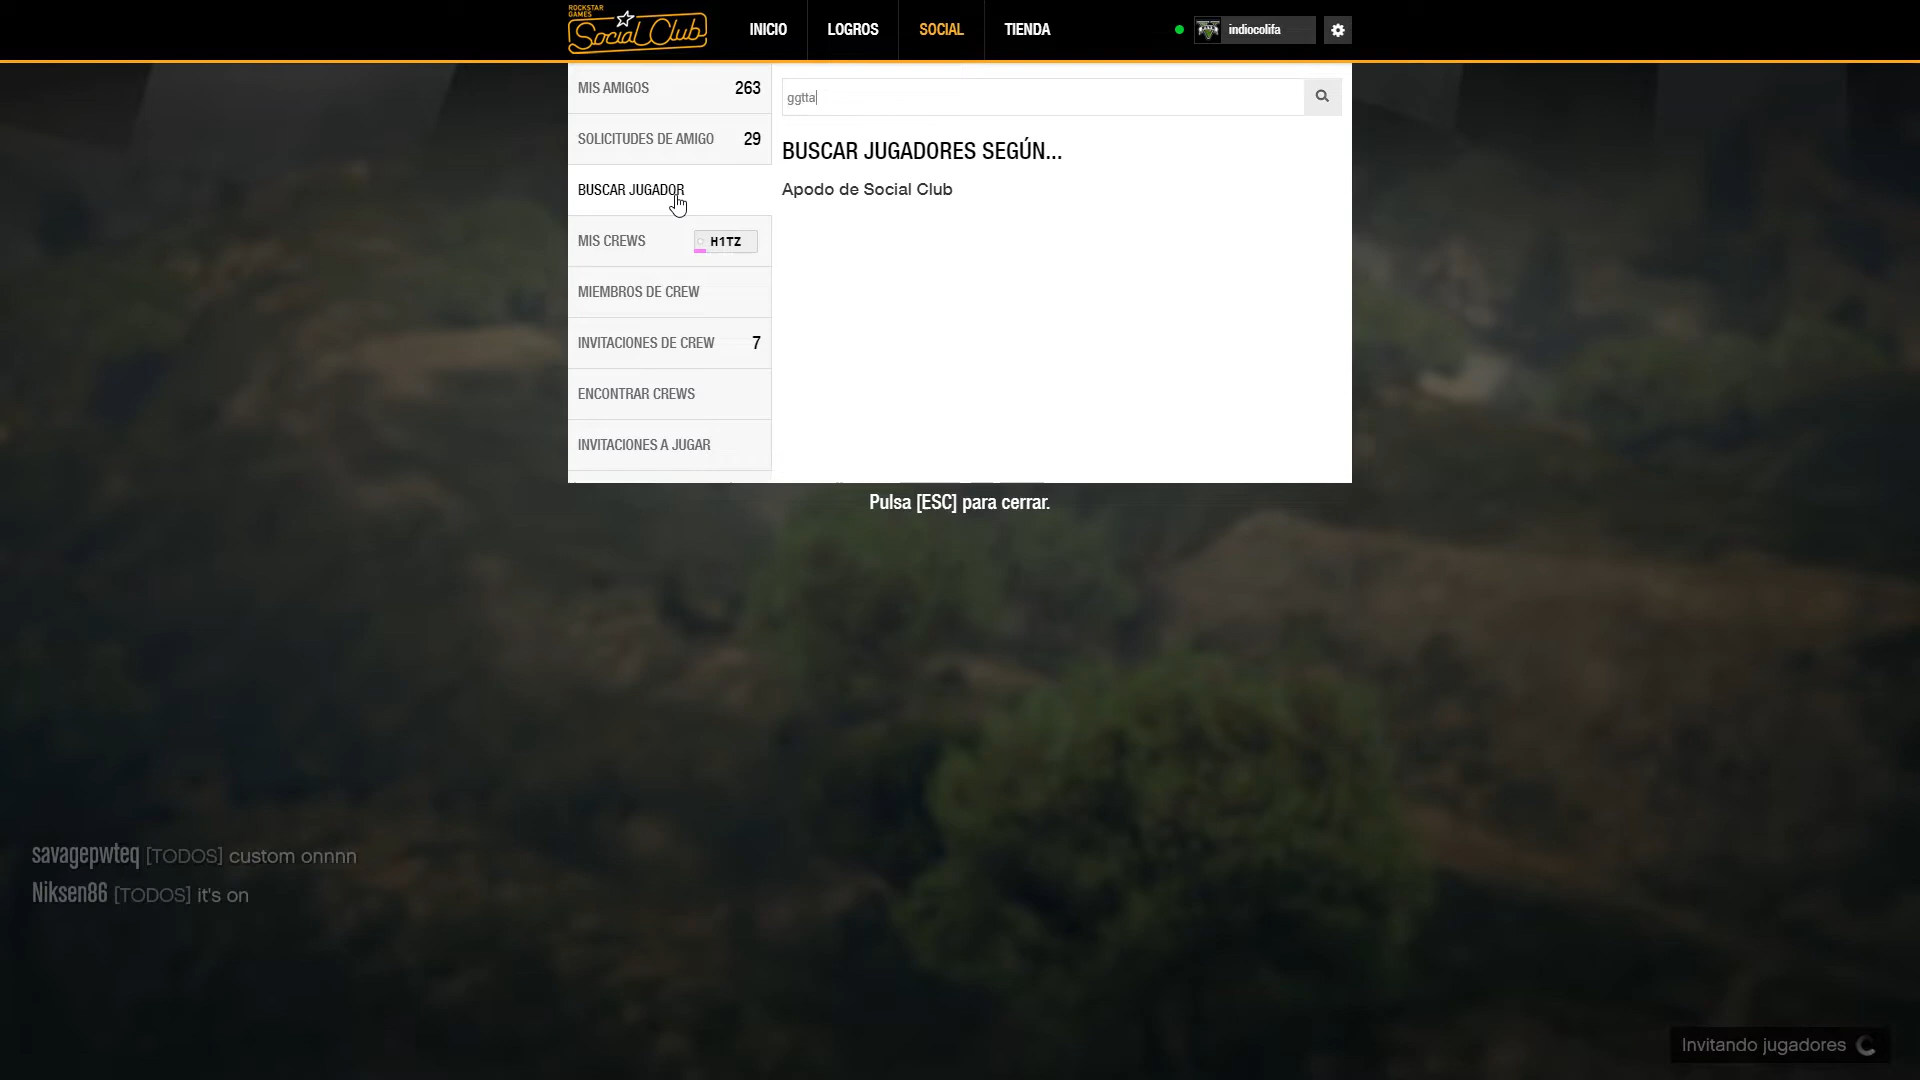 ROCKSTAR
GAMES
Social Club
INICIO
LOGROS
SOCIAL
TIENDA
indiocolifa
MIS AMIGOS 263
SOLICITUDES DE AMIGO 29
BUSCAR JUGADOR
MIS CREWS H1TZ
MIEMBROS DE CREW
INVITACIONES DE CREW 7
ENCONTRAR CREWS
INVITACIONES A JUGAR
ggtta
BUSCAR JUGADORES SEGÚN...
Apodo de Social Club
Pulsa [ESC] para cerrar.
savagepwteq [TODOS] custom onnnn
Niksen86 [TODOS] it's on
Invitando jugadores